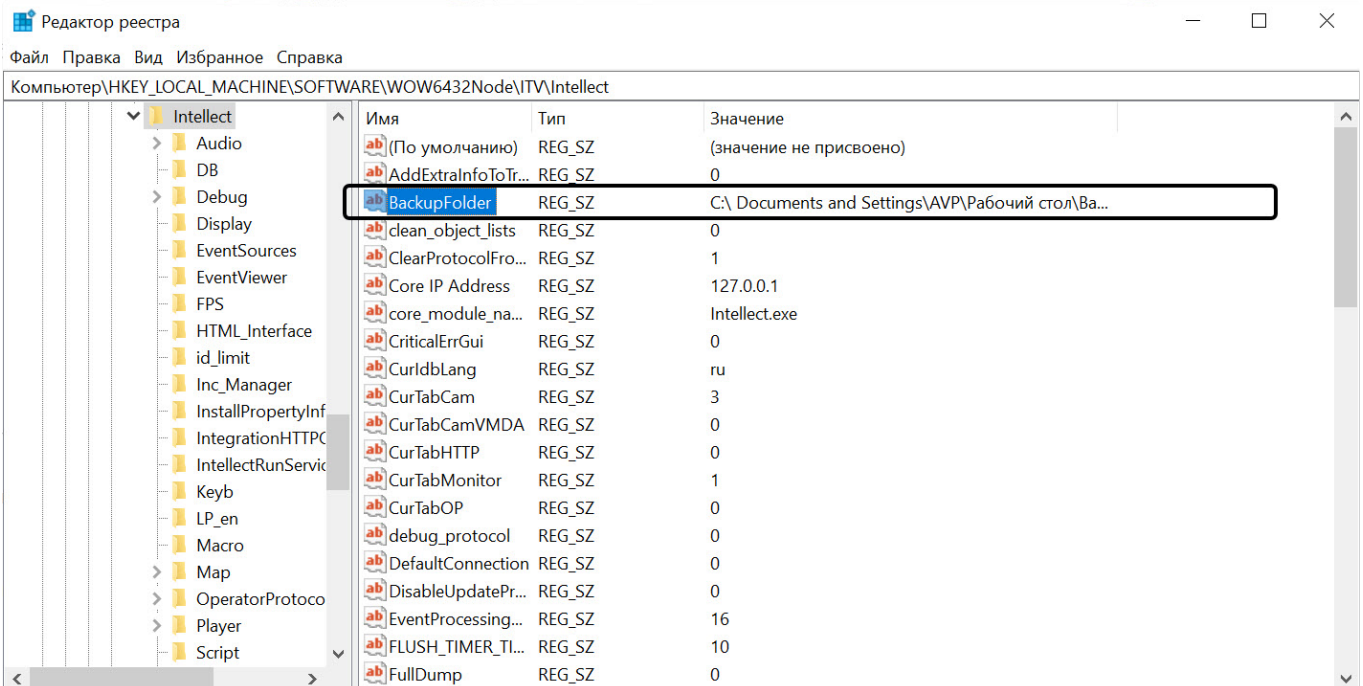 Редактор реестра
Файл Правка Вид Избранное Справка
Компьютер\HKEY_LOCAL_MACHINE\SOFTWARE\WOW6432Node\ITV\Intellect
Intellect
Audio
DB
Debug
Display
EventSources
EventViewer
FPS
HTML_Interface
id_limit
Inc_Manager
InstallPropertyInf
IntegrationHTTPC
IntellectRunServic
Keyb
LP_en
Macro
Map
OperatorProtoco
Player
Script
Имя Тип Значение
(По умолчанию) REG_SZ (значение не присвоено)
AddExtraInfoToTr... REG_SZ 0
BackupFolder REG_SZ C:\ Documents and Settings\AVP\Рабочий стол\Ba...
clean_object_lists REG_SZ 0
ClearProtocolFro... REG_SZ 1
Core IP Address REG_SZ 127.0.0.1
core_module_na... REG_SZ Intellect.exe
CriticalErrGui REG_SZ 0
CurIdbLang REG_SZ ru
CurTabCam REG_SZ 3
CurTabCamVMDA REG_SZ 0
CurTabHTTP REG_SZ 0
CurTabMonitor REG_SZ 1
CurTabOP REG_SZ 0
debug_protocol REG_SZ 0
DefaultConnection REG_SZ 0
DisableUpdatePr... REG_SZ 0
EventProcessing... REG_SZ 16
FLUSH_TIMER_TI... REG_SZ 10
FullDump REG_SZ 0